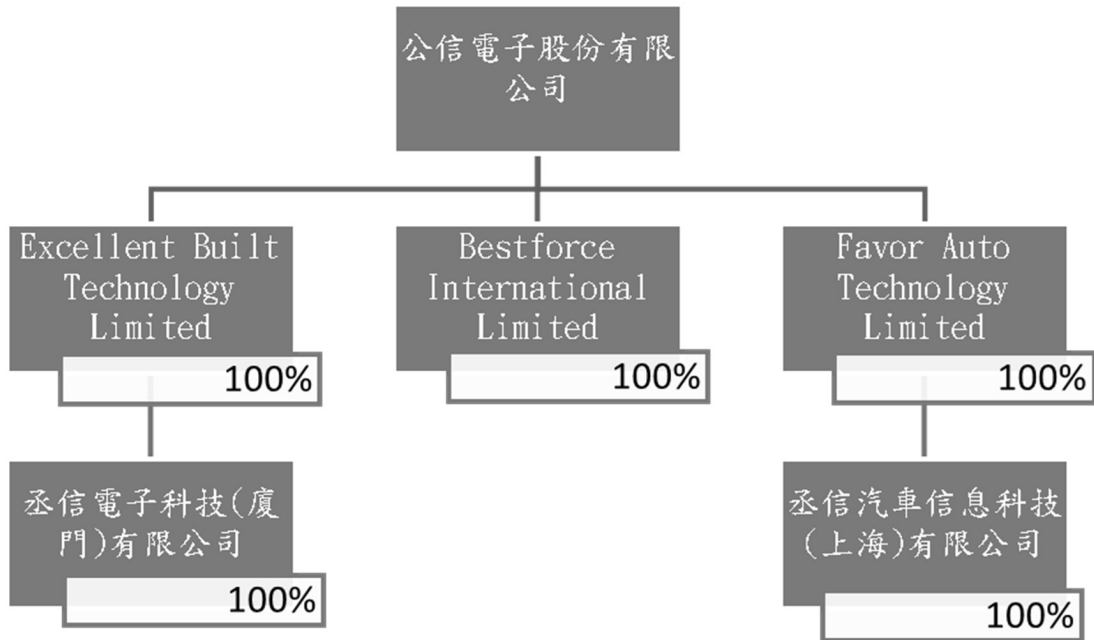 公信電子股份有限
公司
Excellent Built
Technology
Limited
100%
Bestforce
International
Limited
100%
Favor Auto
Technology
Limited
100%
丞信電子科技(廈
門)有限公司
100%
丞信汽車信息科技
(上海)有限公司
100%